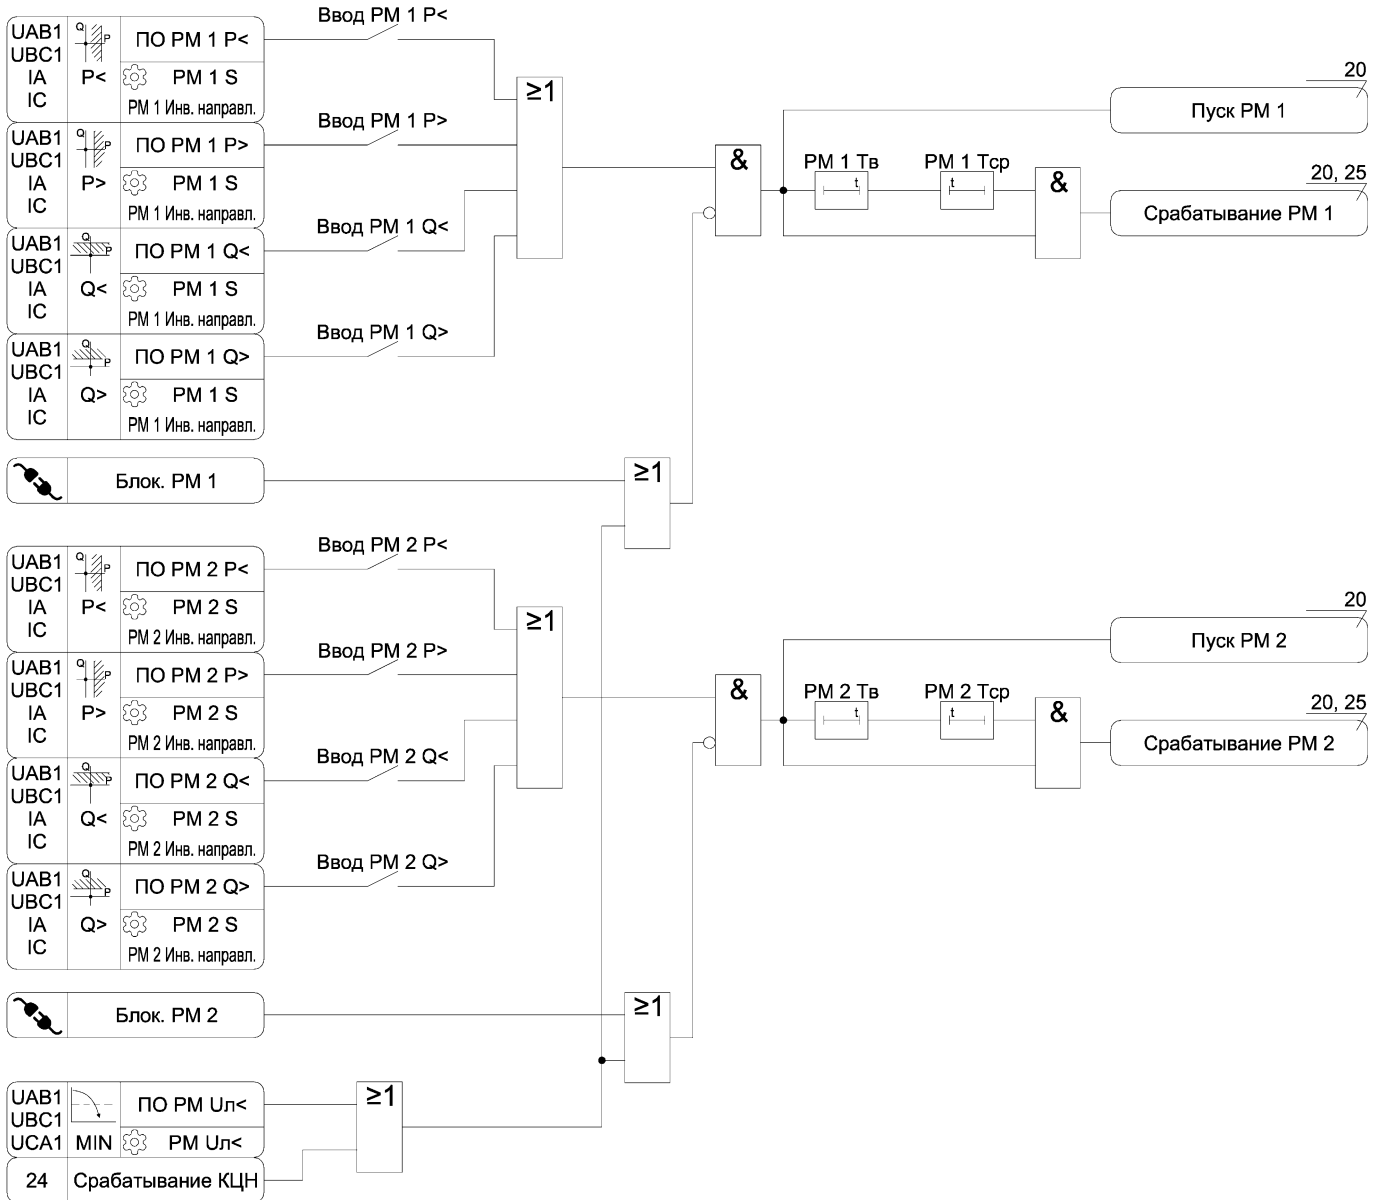 Ввод РМ 1 P<
UAB1
UBC1
IA
IC
Q
P
P<
ПО РМ 1 P<
РМ 1 S
РМ 1 Инв. направл.
Ввод РМ 1 P>
UAB1
UBC1
IA
IC
Q
P
P>
ПО РМ 1 P>
РМ 1 S
РМ 1 Инв. направл.
Ввод РМ 1 Q<
UAB1
UBC1
IA
IC
Q
P
Q<
ПО РМ 1 Q<
РМ 1 S
РМ 1 Инв. направл.
Ввод РМ 1 Q>
UAB1
UBC1
IA
IC
Q
P
Q>
ПО РМ 1 Q>
РМ 1 S
РМ 1 Инв. направл.
≥1
&
РМ 1 Тв
t
РМ 1 Тср
t
&
20
Пуск РМ 1
20, 25
Срабатывание РМ 1
Блок. РМ 1
≥1
Ввод РМ 2 P<
UAB1
UBC1
IA
IC
Q
P
P<
ПО РМ 2 P<
РМ 2 S
РМ 2 Инв. направл.
Ввод РМ 2 P>
UAB1
UBC1
IA
IC
Q
P
P>
ПО РМ 2 P>
РМ 2 S
РМ 2 Инв. направл.
Ввод РМ 2 Q<
UAB1
UBC1
IA
IC
Q
P
Q<
ПО РМ 2 Q<
РМ 2 S
РМ 2 Инв. направл.
Ввод РМ 2 Q>
UAB1
UBC1
IA
IC
Q
P
Q>
ПО РМ 2 Q>
РМ 2 S
РМ 2 Инв. направл.
≥1
&
РМ 2 Тв
t
РМ 2 Тср
t
&
20
Пуск РМ 2
20, 25
Срабатывание РМ 2
Блок. РМ 2
≥1
UAB1
UBC1
UCA1
MIN
ПО РМ Uл<
РМ Uл<
≥1
24
Срабатывание КЦН